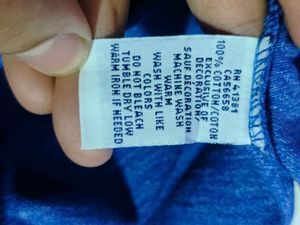 RN 41381
CA56658
100% COTTON/COTON
EXCLUSIVE OF
DECORATION
SAUF DECORATION
MACHINE WASH
WARM
WASH WITH LIKE
COLORS
DO NOT BLEACH
TUMBLE DRY LOW
WARM IRON IF NEEDED